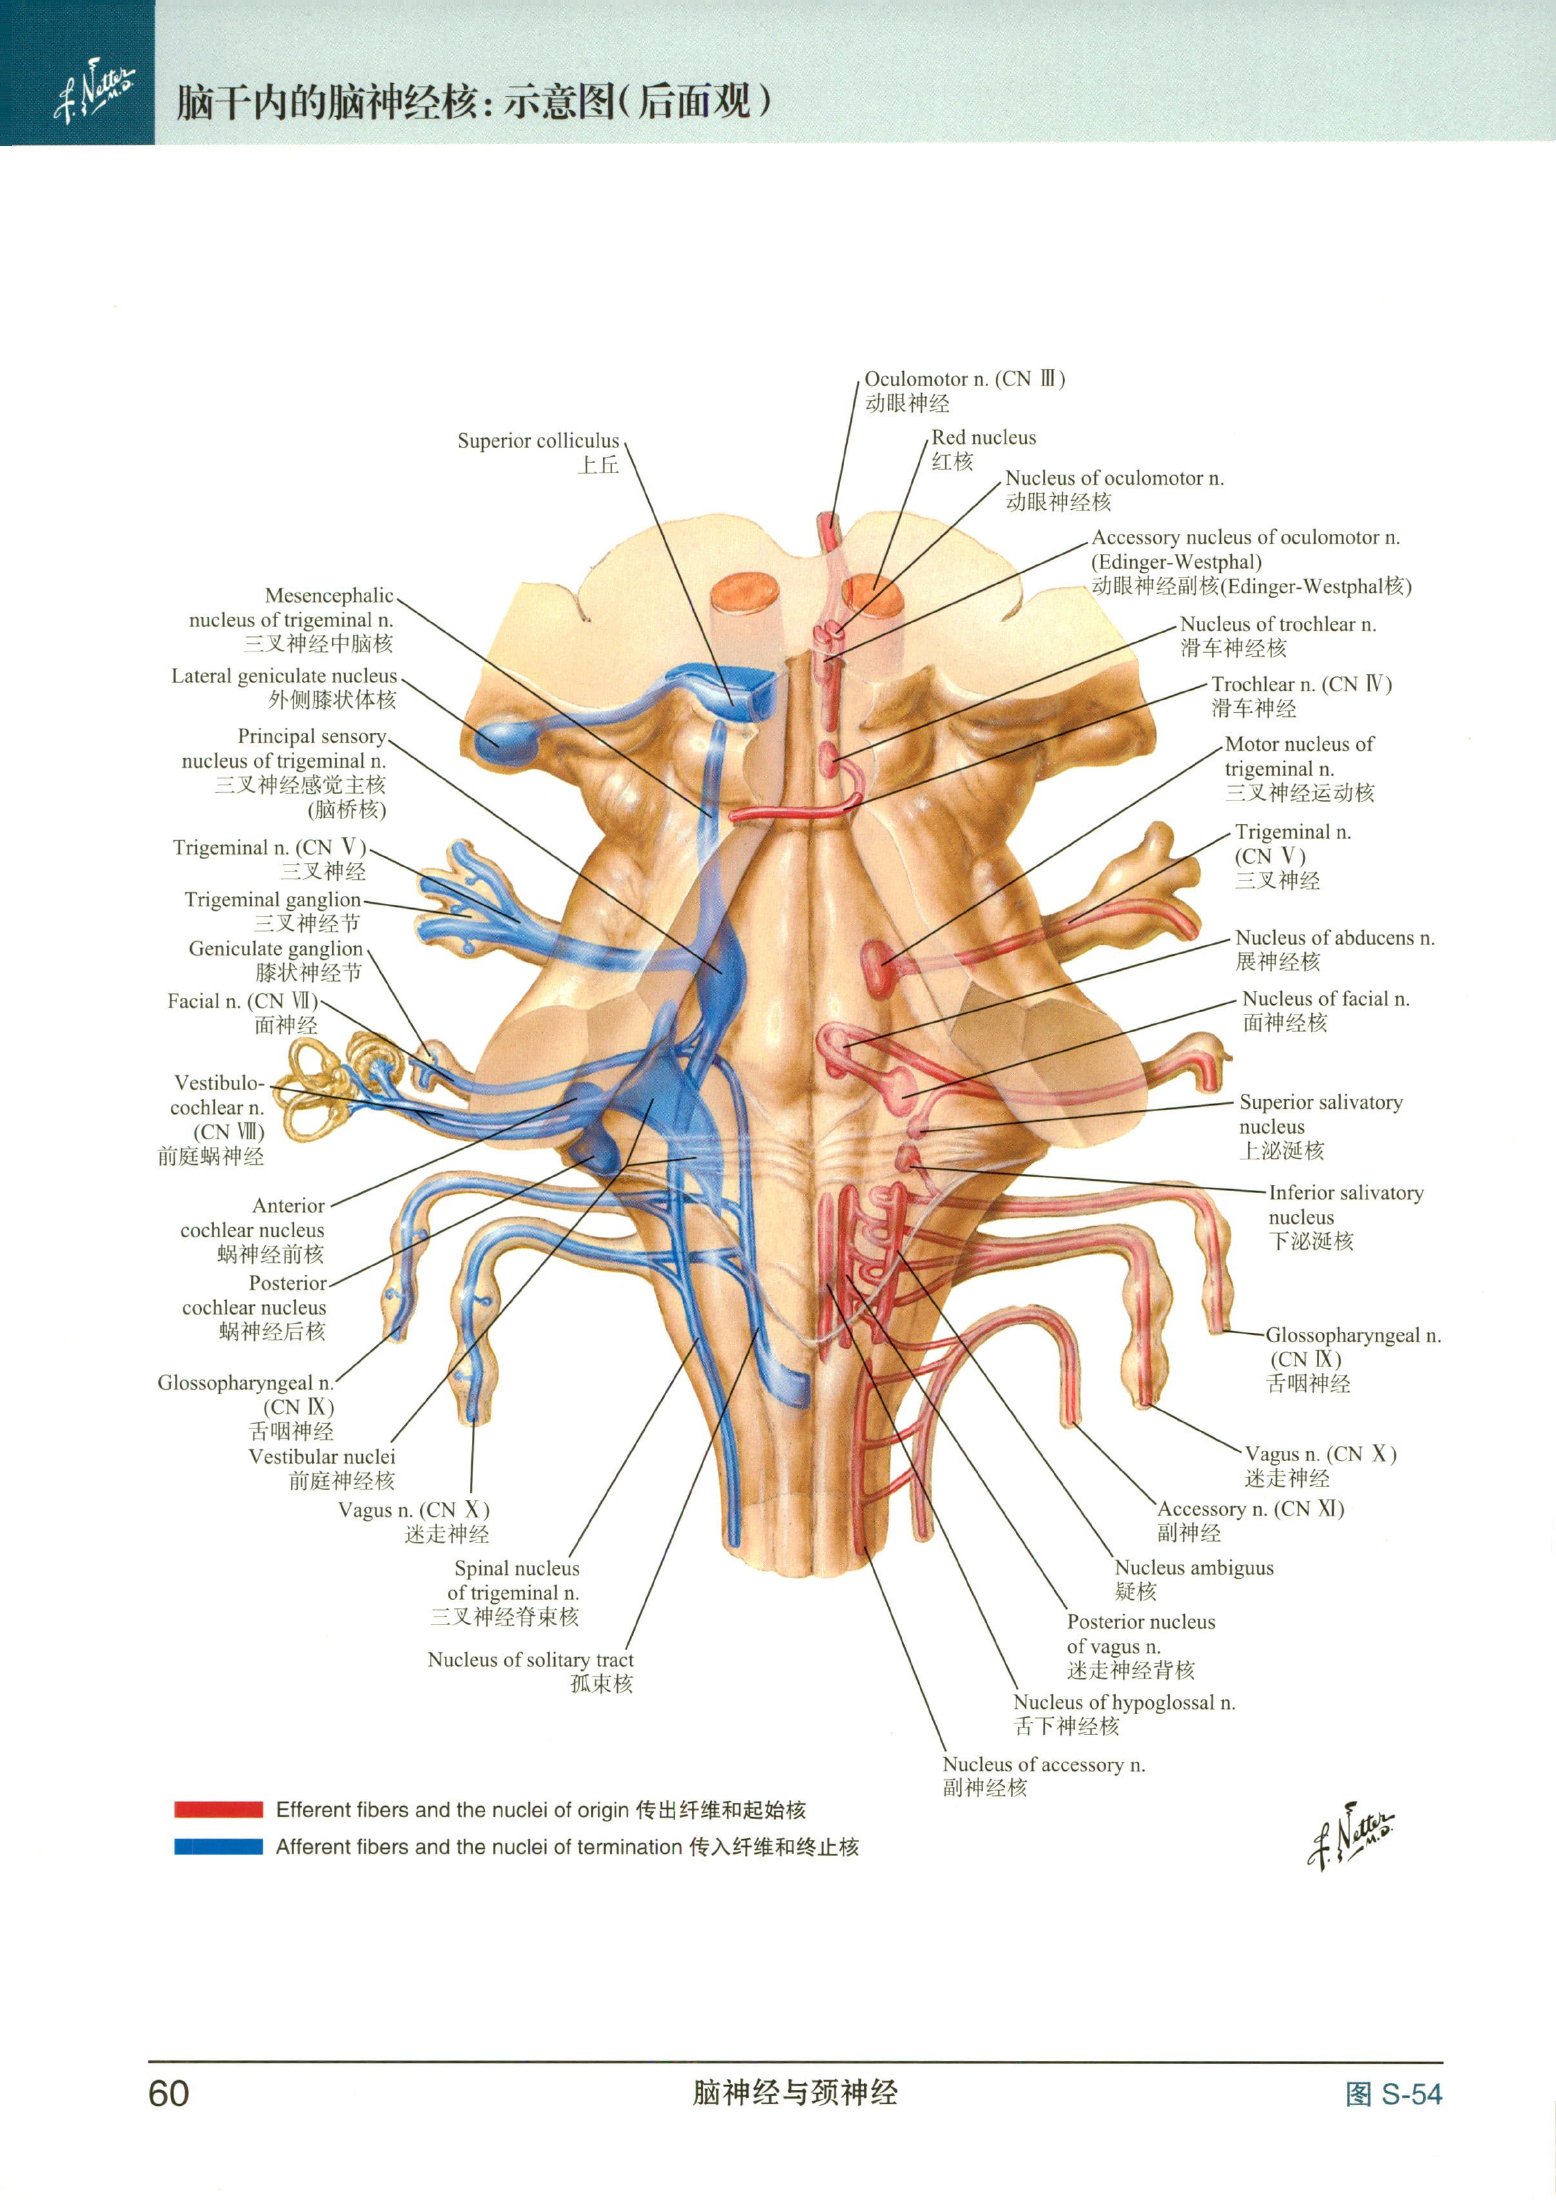 F. Netter M.D.
脑干内的脑神经核：示意图（后面观）
Oculomotor n. (CN Ⅲ)
动眼神经
Superior colliculus
上丘
Red nucleus
红核
Nucleus of oculomotor n.
动眼神经核
Accessory nucleus of oculomotor n.
(Edinger-Westphal)
动眼神经副核(Edinger-Westphal核)
Mesencephalic
nucleus of trigeminal n.
三叉神经中脑核
Nucleus of trochlear n.
滑车神经核
Lateral geniculate nucleus
外侧膝状体核
Trochlear n. (CN Ⅳ)
滑车神经
Principal sensory
nucleus of trigeminal n.
三叉神经感觉主核
(脑桥核)
Motor nucleus of
trigeminal n.
三叉神经运动核
Trigeminal n. (CN Ⅴ)
三叉神经
Trigeminal n.
(CN Ⅴ)
三叉神经
Trigeminal ganglion
三叉神经节
Geniculate ganglion
膝状神经节
Nucleus of abducens n.
展神经核
Facial n. (CN Ⅶ)
面神经
Nucleus of facial n.
面神经核
Vestibulo-
cochlear n.
(CN Ⅷ)
前庭蜗神经
Superior salivatory
nucleus
上泌涎核
Anterior
cochlear nucleus
蜗神经前核
Inferior salivatory
nucleus
下泌涎核
Posterior
cochlear nucleus
蜗神经后核
Glossopharyngeal n.
(CN Ⅸ)
舌咽神经
Glossopharyngeal n.
(CN Ⅸ)
舌咽神经
Vestibular nuclei
前庭神经核
Vagus n. (CN Ⅹ)
迷走神经
Vagus n. (CN Ⅹ)
迷走神经
Accessory n. (CN Ⅺ)
副神经
Spinal nucleus
of trigeminal n.
三叉神经脊束核
Nucleus ambiguus
疑核
Posterior nucleus
of vagus n.
迷走神经背核
Nucleus of solitary tract
孤束核
Nucleus of hypoglossal n.
舌下神经核
Nucleus of accessory n.
副神经核
Efferent fibers and the nuclei of origin 传出纤维和起始核
Afferent fibers and the nuclei of termination 传入纤维和终止核
F. Netter M.D.
60
脑神经与颈神经
图 S-54